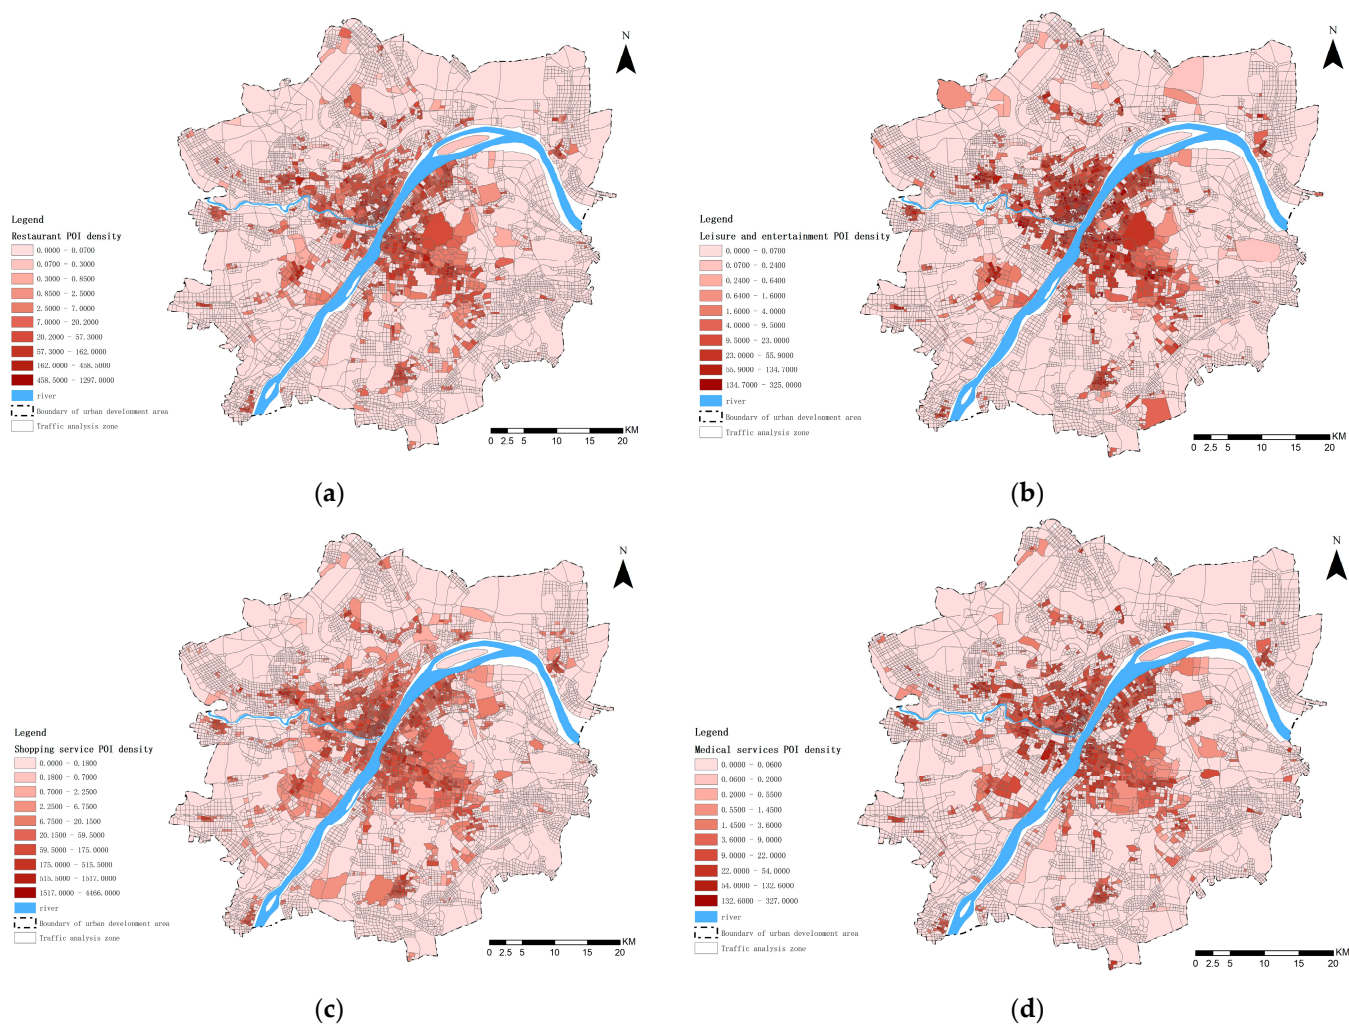 N
Legend
Restaurant POI density
0.0000 - 0.0700
0.0700 - 0.3000
0.3000 - 0.8500
0.8500 - 2.5000
2.5000 - 7.0000
7.0000 - 20.2000
20.2000 - 57.3000
57.3000 - 162.0000
162.0000 - 458.5000
458.5000 - 1297.0000
river
Boundary of urban development area
Traffic analysis zone
KM
0 2.5 5 10 15 20
(a)
N
Legend
Leisure and entertainment POI density
0.0000 - 0.0700
0.0700 - 0.2400
0.2400 - 0.6400
0.6400 - 1.6000
1.6000 - 4.0000
4.0000 - 9.5000
9.5000 - 23.0000
23.0000 - 55.9000
55.9000 - 134.7000
134.7000 - 325.0000
river
Boundary of urban development area
Traffic analysis zone
KM
0 2.5 5 10 15 20
(b)
N
Legend
Shopping service POI density
0.0000 - 0.1800
0.1800 - 0.7000
0.7000 - 2.2500
2.2500 - 6.7500
6.7500 - 20.1500
20.1500 - 59.5000
59.5000 - 175.0000
175.0000 - 515.5000
515.5000 - 1517.0000
1517.0000 - 4466.0000
river
Boundary of urban development area
Traffic analysis zone
KM
0 2.5 5 10 15 20
(c)
N
Legend
Medical services POI density
0.0000 - 0.0600
0.0600 - 0.2000
0.2000 - 0.5500
0.5500 - 1.4500
1.4500 - 3.6000
3.6000 - 9.0000
9.0000 - 22.0000
22.0000 - 54.0000
54.0000 - 132.6000
132.6000 - 327.0000
river
Boundary of urban development area
Traffic analysis zone
KM
0 2.5 5 10 15 20
(d)